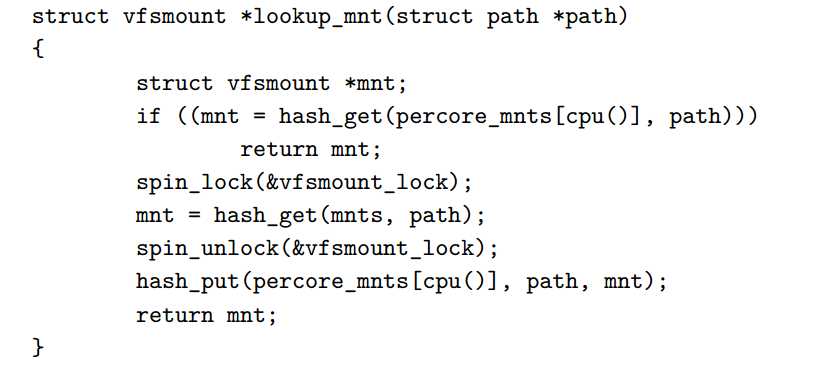 struct vfsmount *lookup_mnt(struct path *path)
{
        struct vfsmount *mnt;
        if ((mnt = hash_get(percore_mnts[cpu()], path)))
                return mnt;
        spin_lock(&vfsmount_lock);
        mnt = hash_get(mnts, path);
        spin_unlock(&vfsmount_lock);
        hash_put(percore_mnts[cpu()], path, mnt);
        return mnt;
}